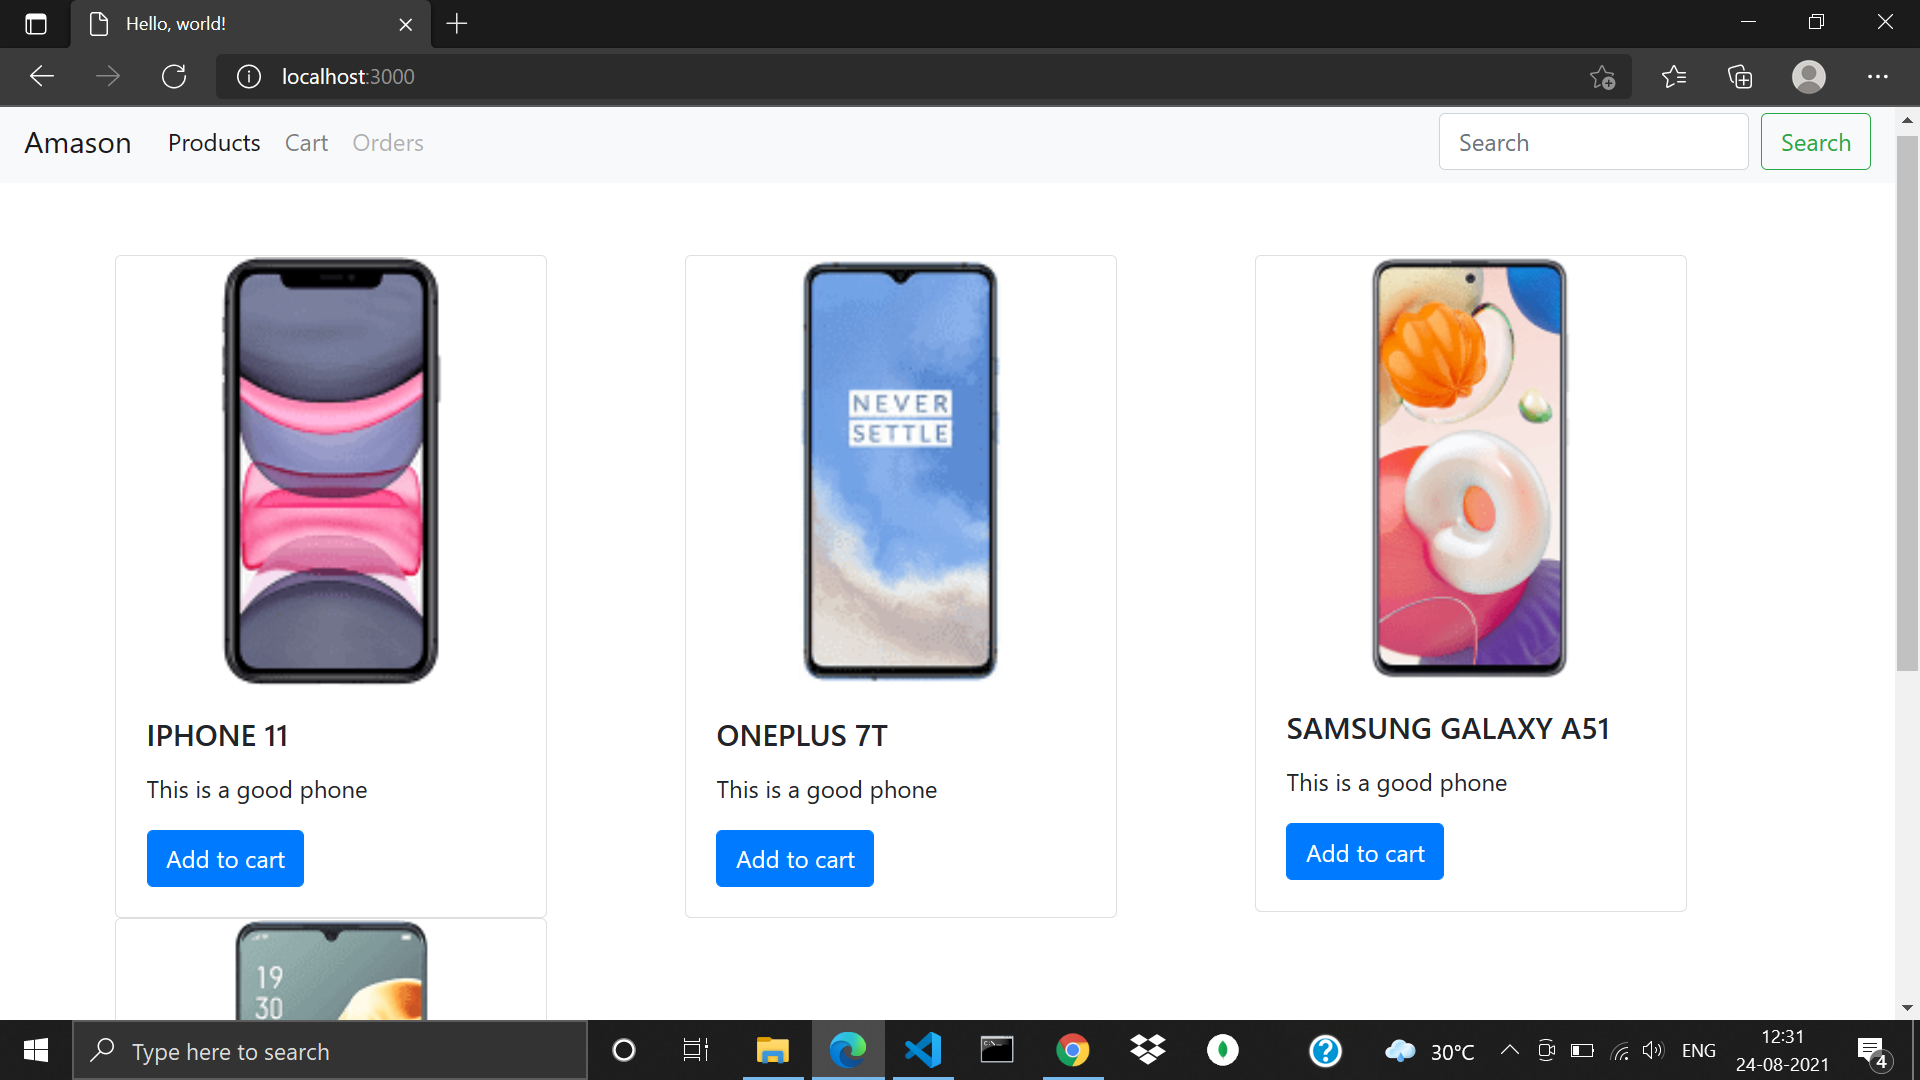 Hello, world!
localhost:3000
Amason Products Cart Orders Search Search
NEVER
SETTLE
IPHONE 11
This is a good phone
Add to cart
ONEPLUS 7T
This is a good phone
Add to cart
SAMSUNG GALAXY A51
This is a good phone
Add to cart
19
30
Type here to search
30°C
ENG
12:31
24-08-2021
4